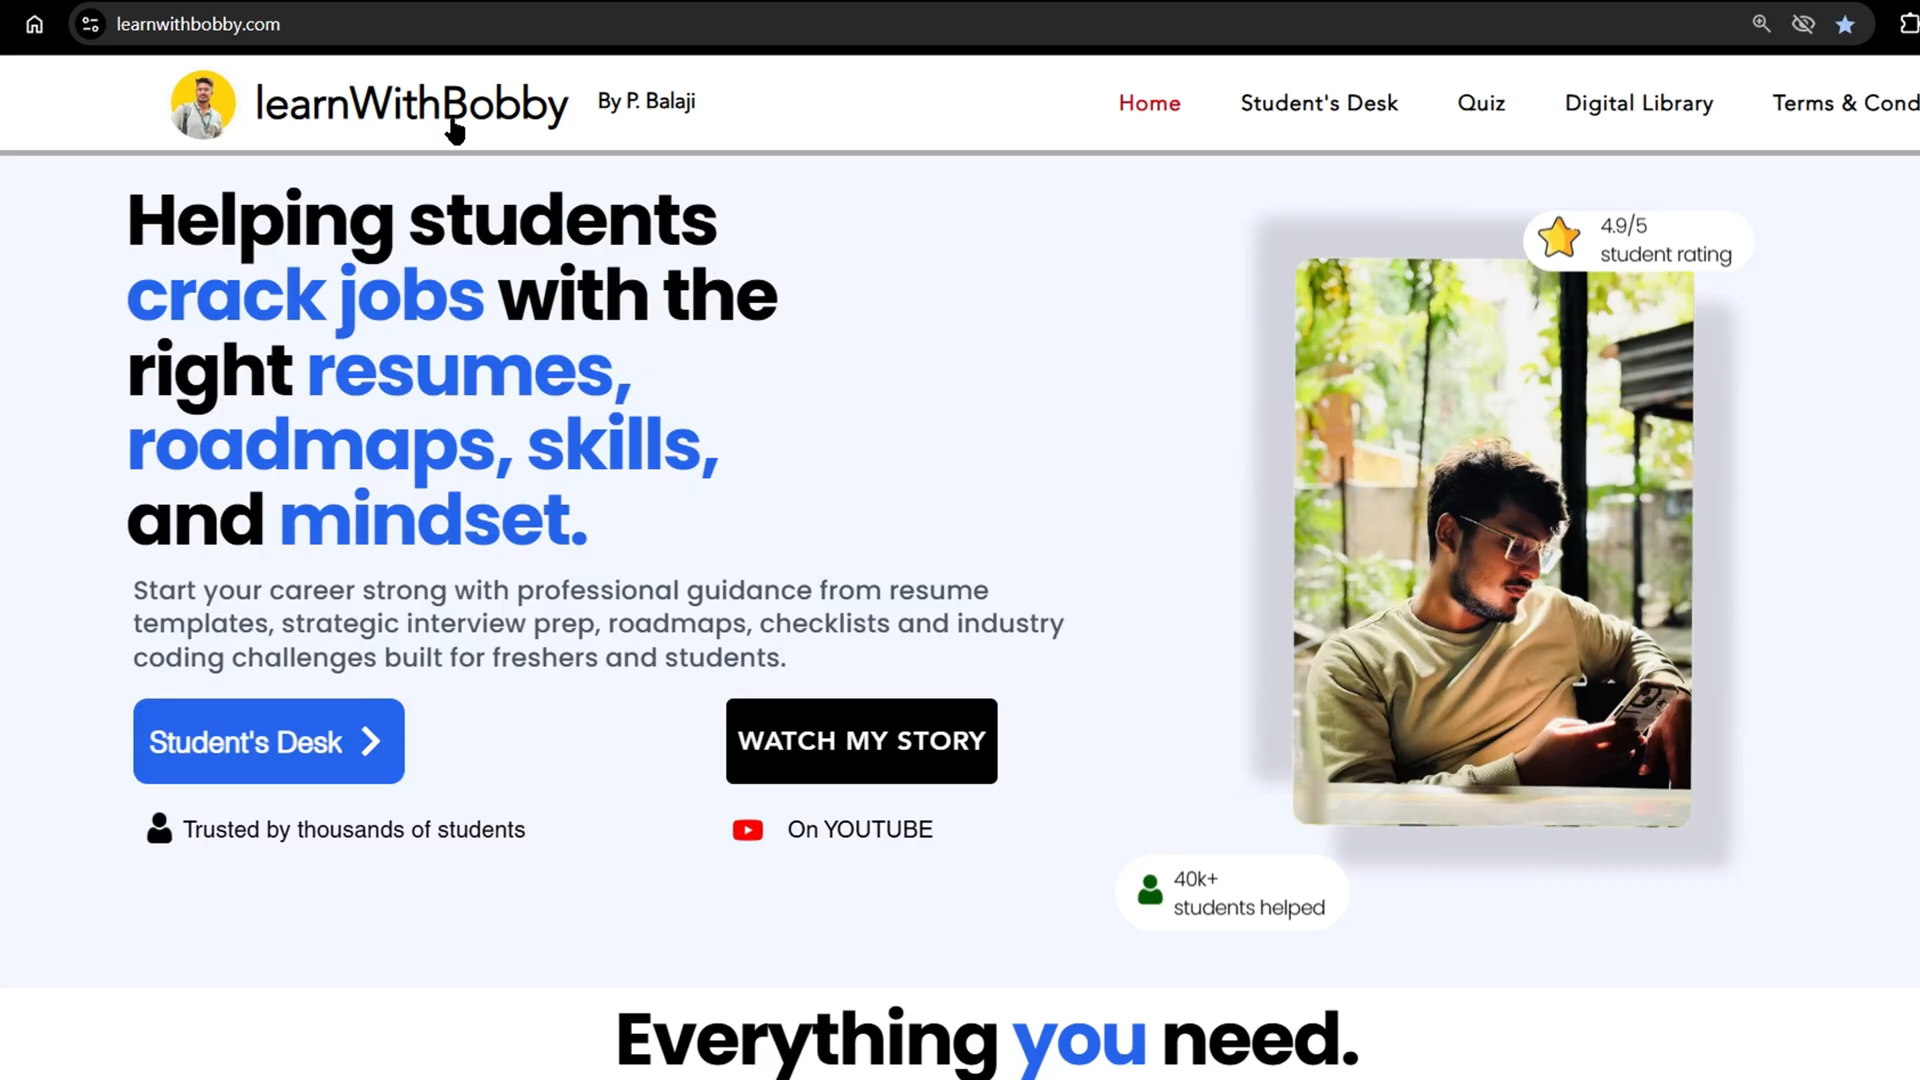 learnwithbobby.com
learnWithBobby By P. Balaji
Home Student's Desk Quiz Digital Library Terms & Cond
Helping students
crack jobs with the
right resumes,
roadmaps, skills,
and mindset.
4.9/5
student rating
Start your career strong with professional guidance from resume
templates, strategic interview prep, roadmaps, checklists and industry
coding challenges built for freshers and students.
Student's Desk
WATCH MY STORY
Trusted by thousands of students
On YOUTUBE
40k+
students helped
Everything you need.